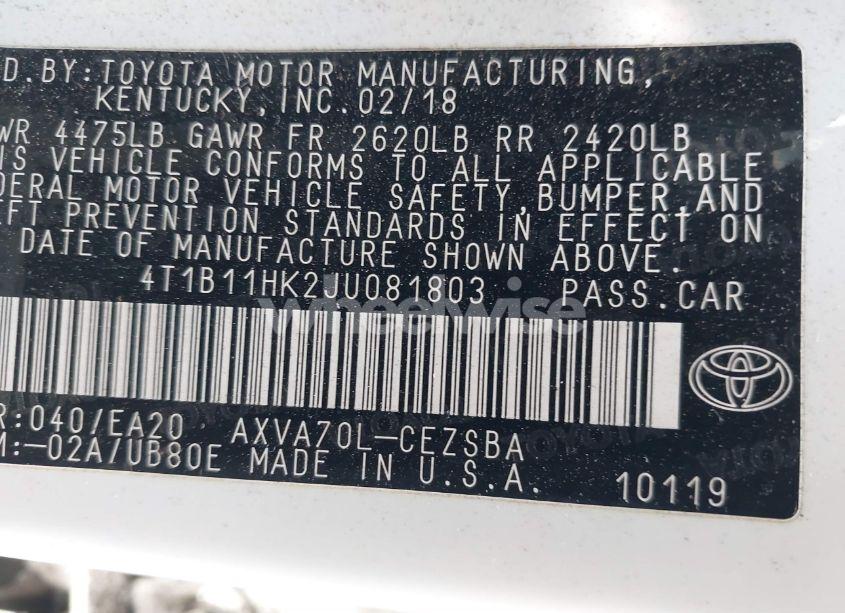 D.BY:TOYOTA MOTOR MANUFACTURING,
KENTUCKY,INC.02/18
WR 4475LB GAWR FR 2620LB RR 2420LB
IS VEHICLE CONFORMS TO ALL APPLICABLE
DERAL MOTOR VEHICLE SAFETY,BUMPER,AND
EFT PREVENTION STANDARDS IN EFFECT ON
DATE OF MANUFACTURE SHOWN ABOVE.
4T1B11HK2JU081803 PASS.CAR
wheelwise
R:040/EA20 AXVA70L-CEZSBA
M:-02A/UB80E MADE IN U.S.A.
10119